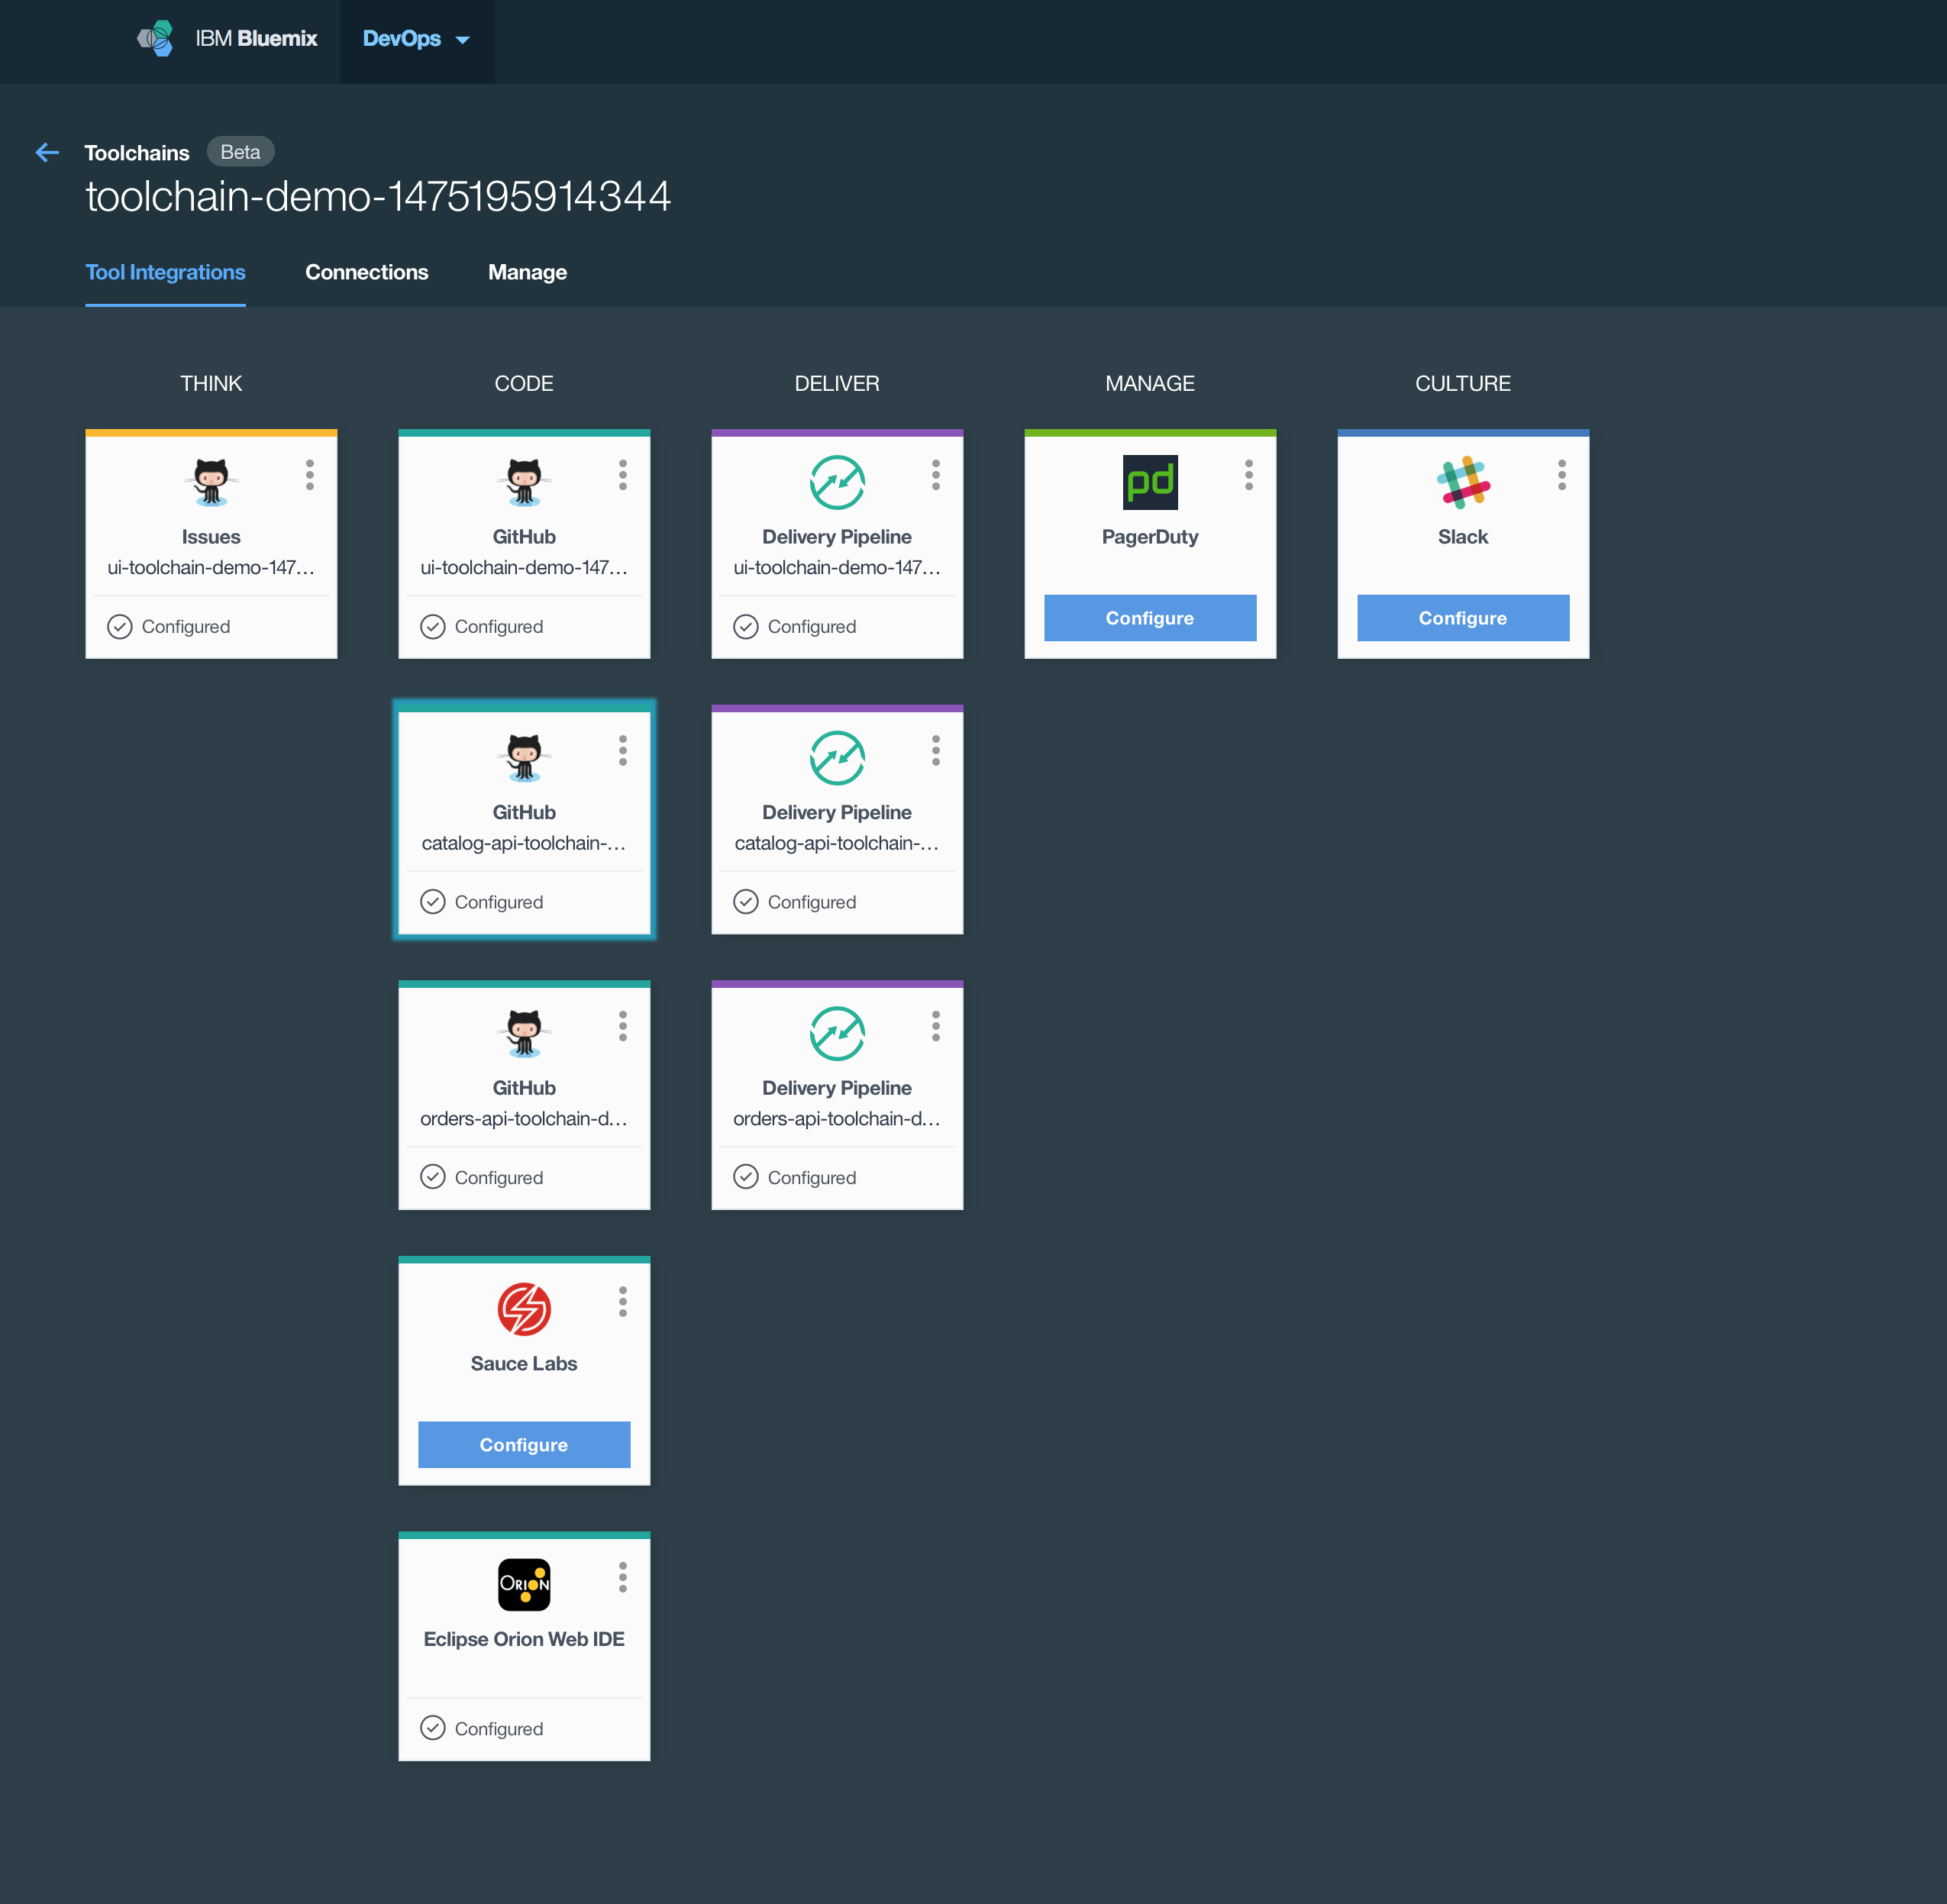 IBM Bluemix
DevOps
Toolchains
Beta
toolchain-demo-1475195914344
Tool Integrations
Connections
Manage
THINK
CODE
DELIVER
MANAGE
CULTURE
Issues
ui-toolchain-demo-147...
Configured
GitHub
ui-toolchain-demo-147...
Configured
Delivery Pipeline
ui-toolchain-demo-147...
Configured
pd
PagerDuty
Configure
Slack
Configure
GitHub
catalog-api-toolchain-...
Configured
Delivery Pipeline
catalog-api-toolchain-...
Configured
GitHub
orders-api-toolchain-d...
Configured
Delivery Pipeline
orders-api-toolchain-d...
Configured
Sauce Labs
Configure
ORION
Eclipse Orion Web IDE
Configured